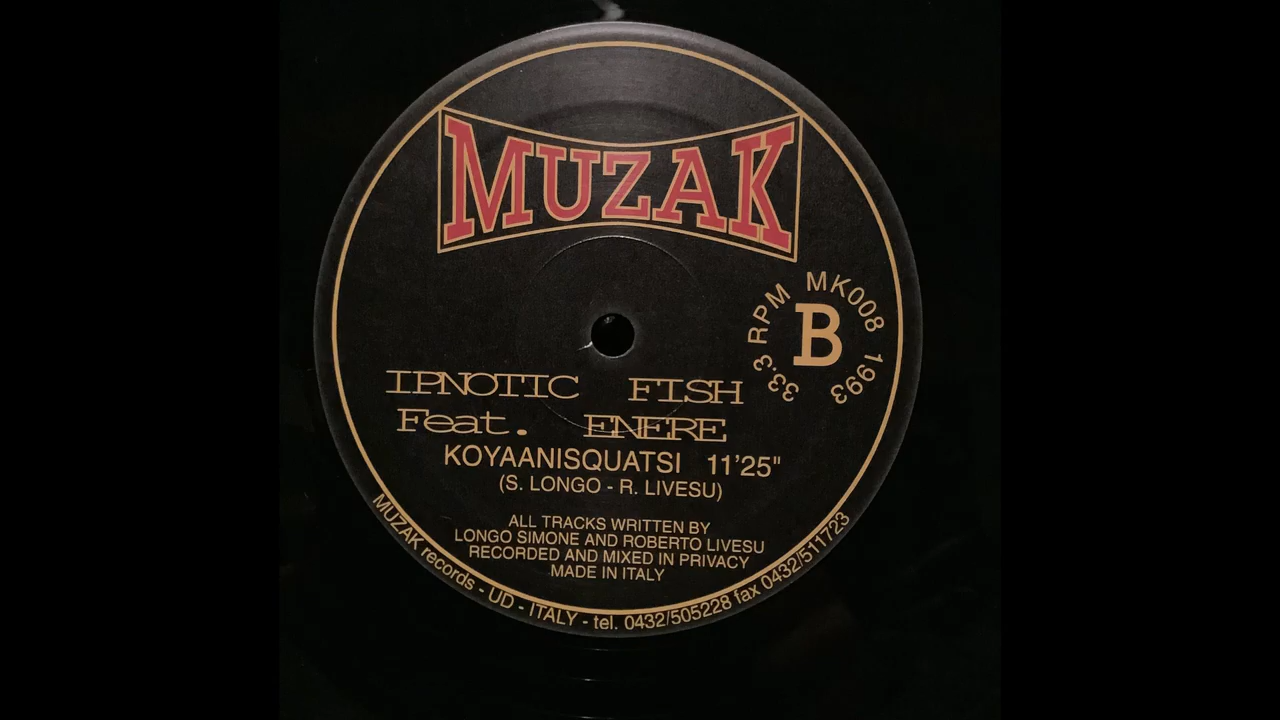 MUZAK
33.3 RPM MK008 1993
B
IPNOTIC FISH
Feat. ENERE
KOYAANISQUATSI 11'25"
(S. LONGO - R. LIVESU)
ALL TRACKS WRITTEN BY
LONGO SIMONE AND ROBERTO LIVESU
RECORDED AND MIXED IN PRIVACY
MADE IN ITALY
MUZAK records - UD - ITALY - tel. 0432/505228 fax 0432/511723